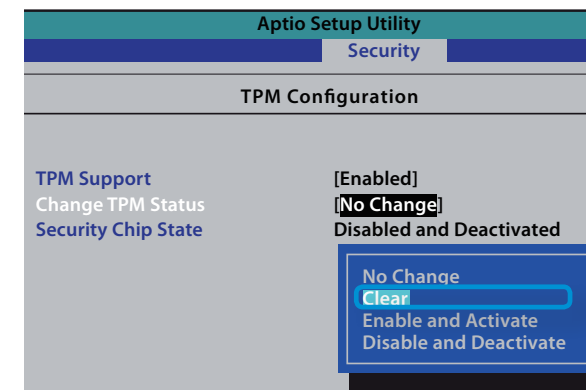 Aptio Setup Utility
Security
TPM Configuration
TPM Support [Enabled]
Change TPM Status [No Change]
Security Chip State Disabled and Deactivated
No Change
Clear
Enable and Activate
Disable and Deactivate